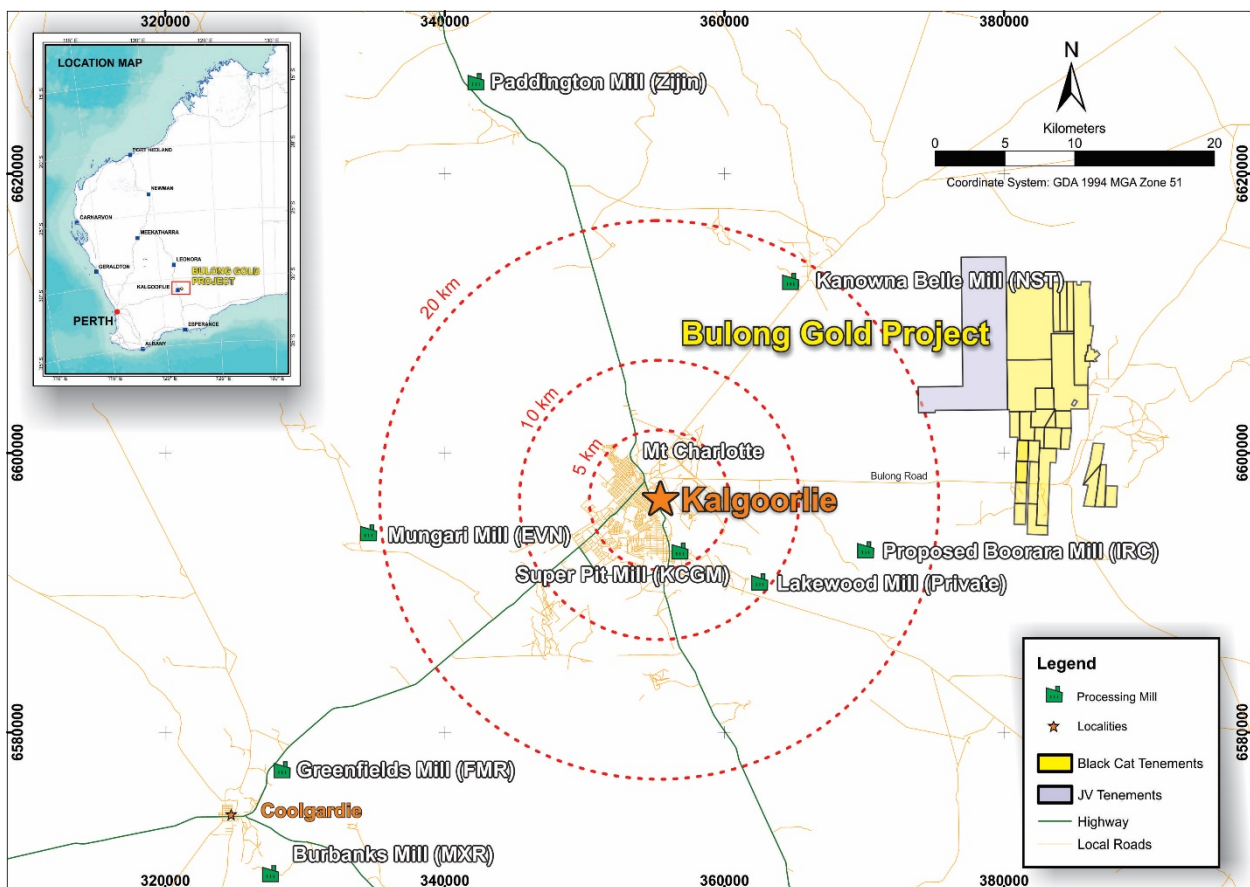 320000
340000
360000
380000
LOCATION MAP
PORT HEDLAND
NEWMAN
CARNARVON
MEEKATHARRA
LEONORA
GERALDTON
BULONG GOLD
PROJECT
KALGOORLIE
PERTH
ESPERANCE
ALBANY
Paddington Mill (Zijin)
N
Kilometers
0
5
10
20
Coordinate System: GDA 1994 MGA Zone 51
6620000
6620000
20 km
Kanowna Belle Mill (NST)
Bulong Gold Project
10 km
5 km
Mt Charlotte
6600000
6600000
Bulong Road
Kalgoorlie
Mungari Mill (EVN)
Super Pit Mill (KCGM)
Proposed Boorara Mill (IRC)
Lakewood Mill (Private)
6580000
6580000
Greenfields Mill (FMR)
Coolgardie
Burbanks Mill (MXR)
Legend
Processing Mill
Localities
Black Cat Tenements
JV Tenements
Highway
Local Roads
320000
340000
360000
380000